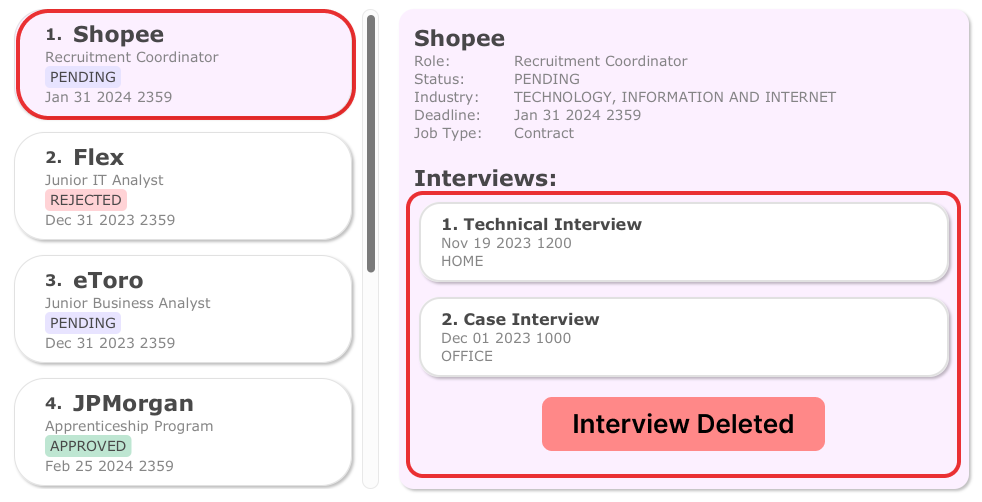 1. Shopee
Recruitment Coordinator
PENDING
Jan 31 2024 2359
2. Flex
Junior IT Analyst
REJECTED
Dec 31 2023 2359
3. eToro
Junior Business Analyst
PENDING
Dec 31 2023 2359
4. JPMorgan
Apprenticeship Program
APPROVED
Feb 25 2024 2359
Shopee
Role: Recruitment Coordinator
Status: PENDING
Industry: TECHNOLOGY, INFORMATION AND INTERNET
Deadline: Jan 31 2024 2359
Job Type: Contract
Interviews:
1. Technical Interview
Nov 19 2023 1200
HOME
2. Case Interview
Dec 01 2023 1000
OFFICE
Interview Deleted